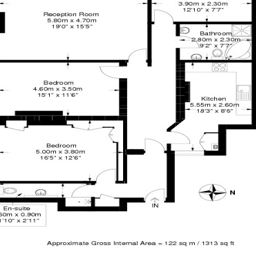 3.90m x 2.30m
12'10" x 7'7"
Reception Room
5.80m x 4.70m
19'0" x 15'5"
Bathroom
2.80m x 2.30m
9'2" x 7'7"
Bedroom
4.60m x 3.50m
15'1" x 11'6"
Kitchen
5.55m x 2.60m
18'3" x 8'6"
Bedroom
5.00m x 3.80m
16'5" x 12'6"
N
IN
En-suite
50m x 0.90m
1'10" x 2'11"
Approximate Gross Internal Area = 122 sq m / 1313 sq ft